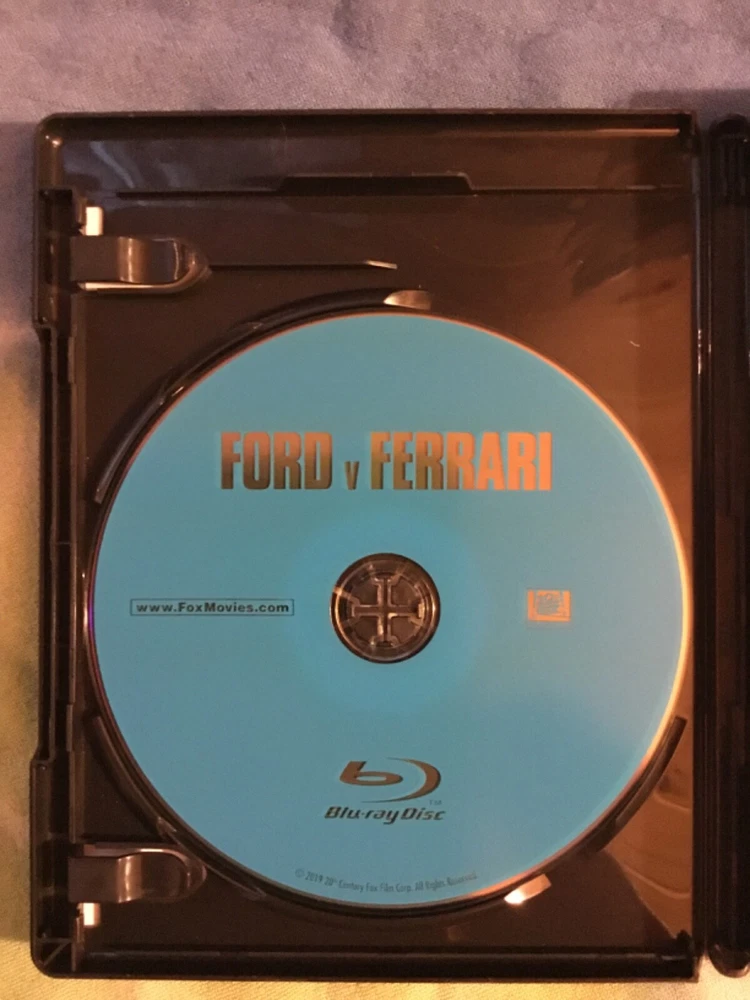 FORD v FERRARI
www.FoxMovies.com
Blu-ray Disc
© 2019 20th Century Fox Film Corp. All Rights Reserved.